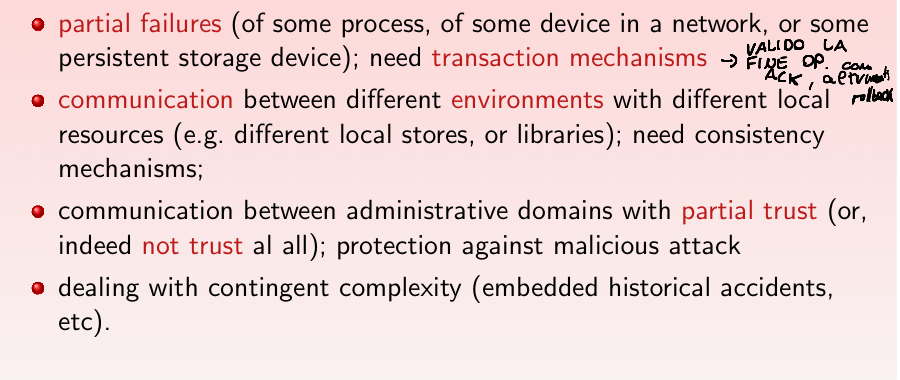 partial failures (of some process, of some device in a network, or some
persistent storage device); need transaction mechanisms → VALIDO LA
FINE OP. con
ACK, altrimenti
rollback
communication between different environments with different local
resources (e.g. different local stores, or libraries); need consistency
mechanisms;
communication between administrative domains with partial trust (or,
indeed not trust al all); protection against malicious attack
dealing with contingent complexity (embedded historical accidents,
etc).